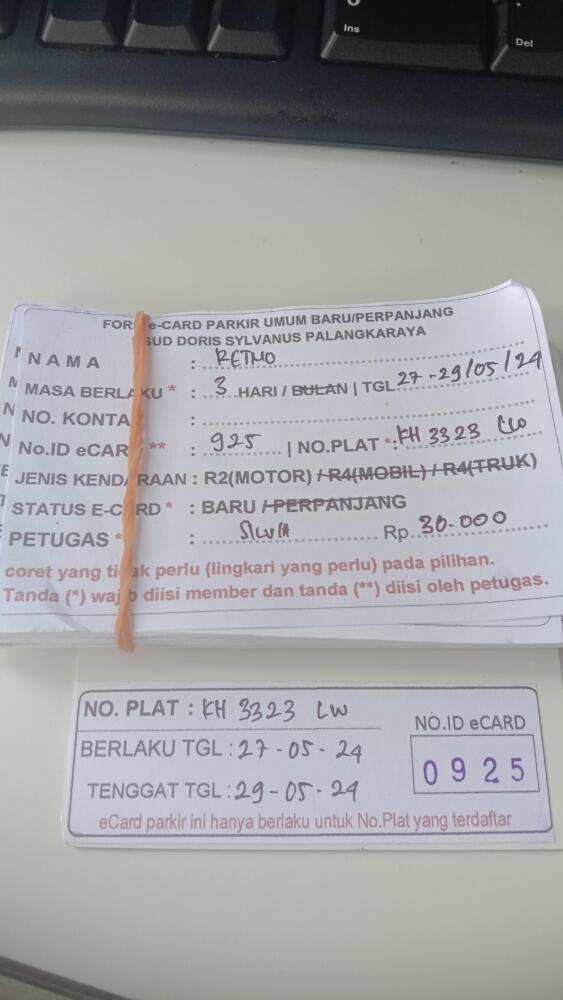 Ins
Del
FOR e-CARD PARKIR UMUM BARU/PERPANJANG
SUD DORIS SYLVANUS PALANGKARAYA
NAMA : RETNO
MASA BERLAKU * : 3 HARI / BULAN | TGL 27-29/05/24
NO. KONTA :
No.ID eCAR ** : 925 | NO.PLAT *: KH 3323 LW
JENIS KENDARAAN : R2(MOTOR) / R4(MOBIL) / R4(TRUK)
STATUS E-C RD * : BARU / PERPANJANG
PETUGAS * : Rp. 30.000
coret yang ti ak perlu (lingkari yang perlu) pada pilihan.
Tanda (*) waj b diisi member dan tanda (**) diisi oleh petugas.
NO. PLAT : KH 3323 LW
BERLAKU TGL : 27-05-24
TENGGAT TGL : 29-05-24
NO.ID eCARD
0925
eCard parkir ini hanya berlaku untuk No.Plat yang terdaftar